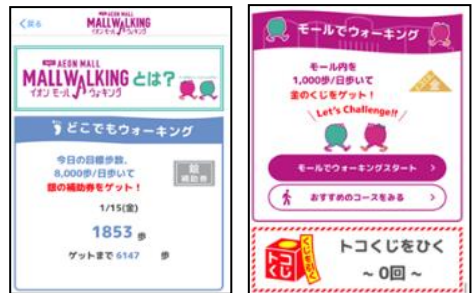 <戻る
AEON MALL
MALLWALKING
イオン モール ウォキング
AEON MALL
MALLWALKING とは?
イオン モール ウォキング
どこでもウォーキング
今日の目標歩数、
8,000歩/日歩いて
銀の補助券をゲット!
銀
補助券
1/15(金)
1853 歩
ゲットまで 6147 歩
モールでウォーキング
モール内を
1,000歩/日歩いて
金のくじをゲット!
金
Let's Challenge!!
モールでウォーキングスタート >
おすすめのコースをみる >
トコくじ
くじをひく
トコくじをひく
~ 0回 ~